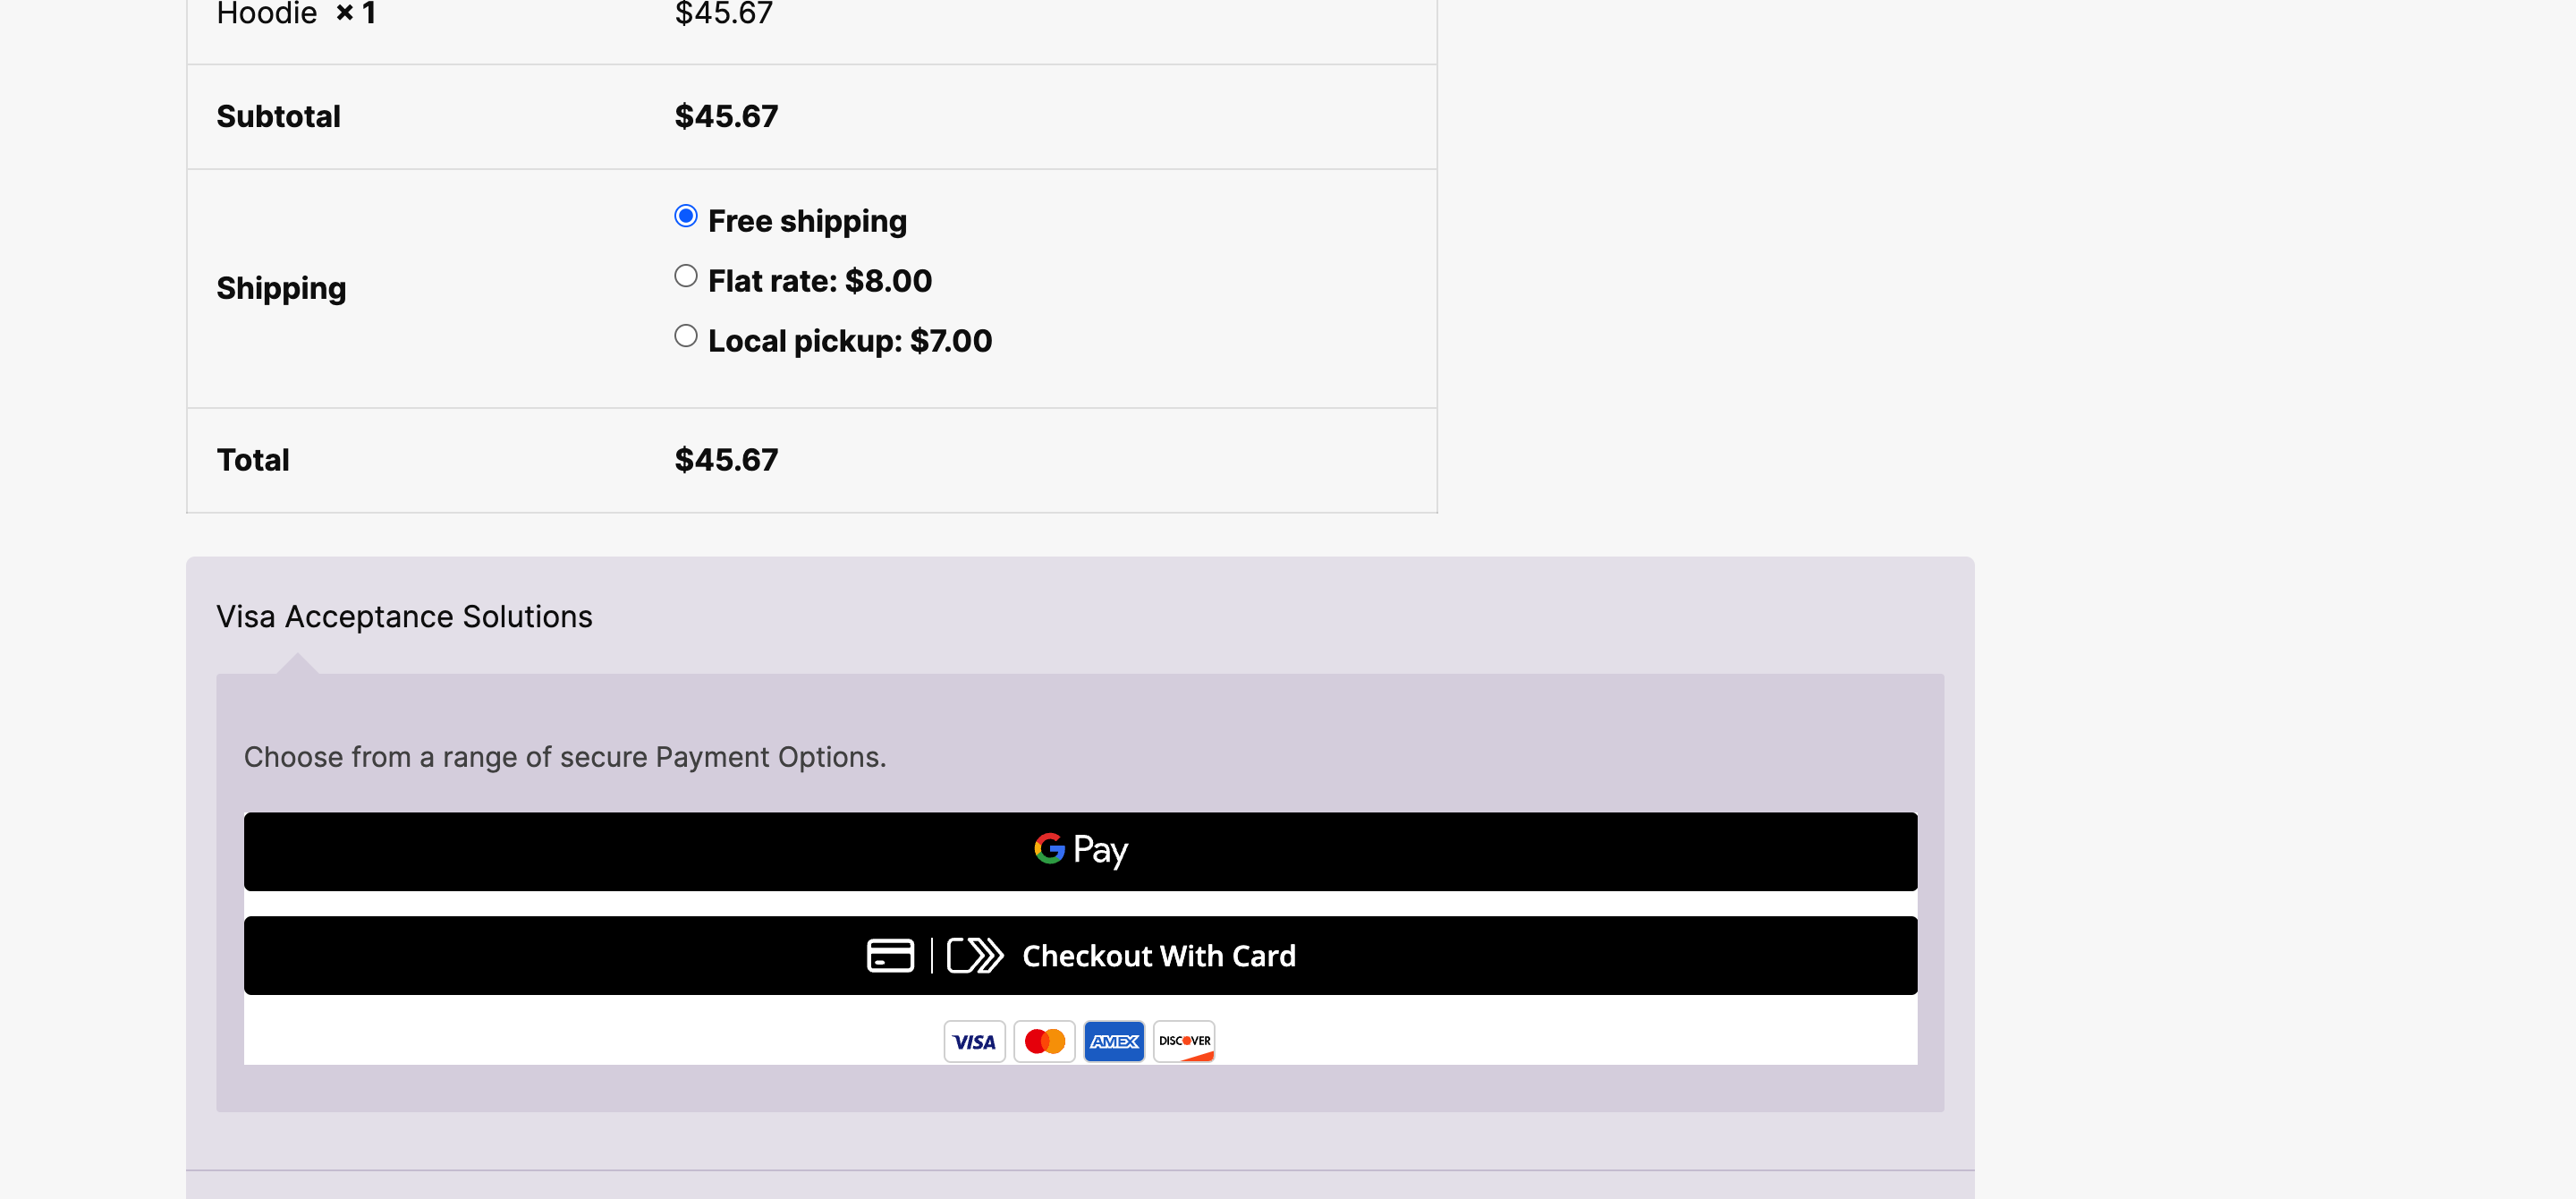 Hoodie × 1 $45.67
Subtotal $45.67
Shipping
Free shipping
Flat rate: $8.00
Local pickup: $7.00
Total $45.67
Visa Acceptance Solutions
Choose from a range of secure Payment Options.
G Pay
Checkout With Card
VISA AMEX DISCOVER